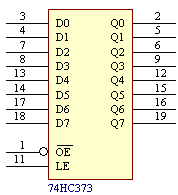 3 D0 Q0 2
4 D1 Q1 5
7 D2 Q2 6
8 D3 Q3 9
13 D4 Q4 12
14 D5 Q5 15
17 D6 Q6 16
18 D7 Q7 19
1 OE
11 LE
74HC373